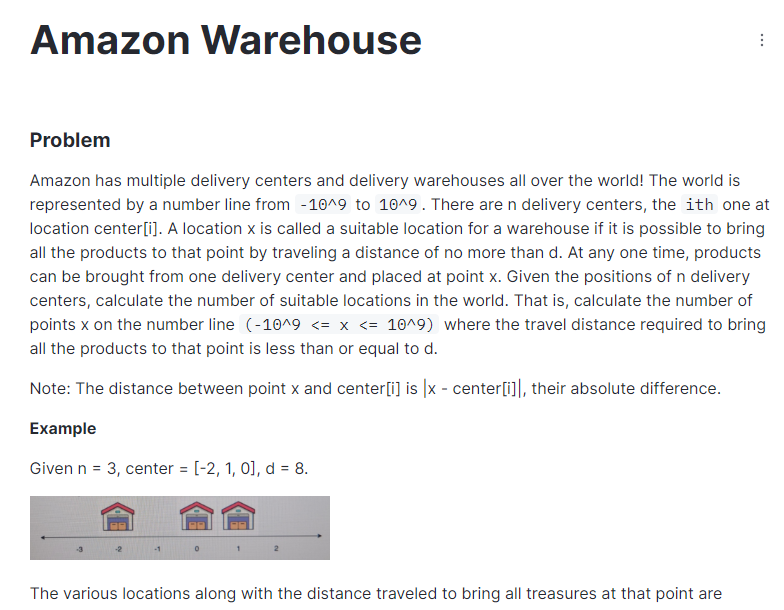 Amazon Warehouse
Problem
Amazon has multiple delivery centers and delivery warehouses all over the world! The world is
represented by a number line from -10^9 to 10^9. There are n delivery centers, the ith one at
location center[i]. A location x is called a suitable location for a warehouse if it is possible to bring
all the products to that point by traveling a distance of no more than d. At any one time, products
can be brought from one delivery center and placed at point x. Given the positions of n delivery
centers, calculate the number of suitable locations in the world. That is, calculate the number of
points x on the number line (-10^9 <= x <= 10^9) where the travel distance required to bring
all the products to that point is less than or equal to d.
Note: The distance between point x and center[i] is |x - center[i]|, their absolute difference.
Example
Given n = 3, center = [-2, 1, 0], d = 8.
-3 -2 -1 0 1 2
The various locations along with the distance traveled to bring all treasures at that point are